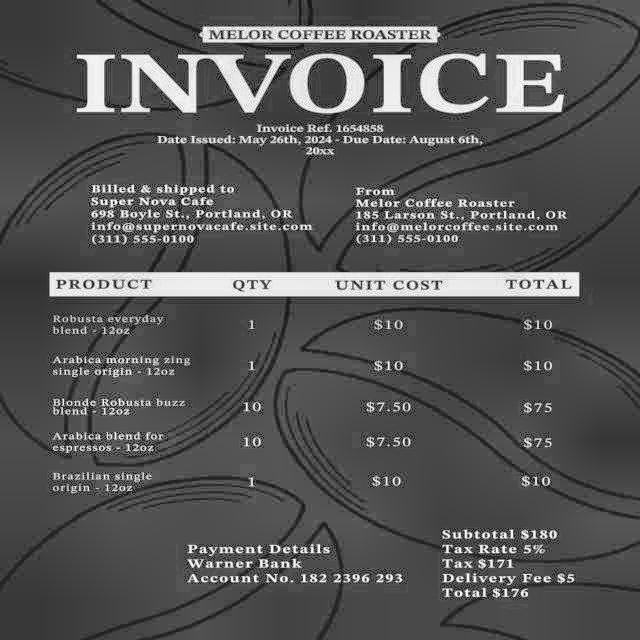 MELOR COFFEE ROASTER
INVOICE
Invoice Ref. 1654858
Date Issued: May 26th, 2024 - Due Date: August 6th,
20xx
Billed & shipped to
Super Nova Cafe
698 Boyle St., Portland, OR
info@supernovacafe.site.com
(311) 555-0100
From
Melor Coffee Roaster
185 Larson St., Portland, OR
info@melorcoffee.site.com
(311) 555-0100
PRODUCT QTY UNIT COST TOTAL
Robusta everyday
blend - 12oz 1 $10 $10
Arabica morning zing
single origin - 12oz 1 $10 $10
Blonde Robusta buzz
blend - 12oz 10 $7.50 $75
Arabica blend for
espressos - 12oz 10 $7.50 $75
Brazilian single
origin - 12oz 1 $10 $10
Payment Details
Warner Bank
Account No. 182 2396 293
Subtotal $180
Tax Rate 5%
Tax $171
Delivery Fee $5
Total $176